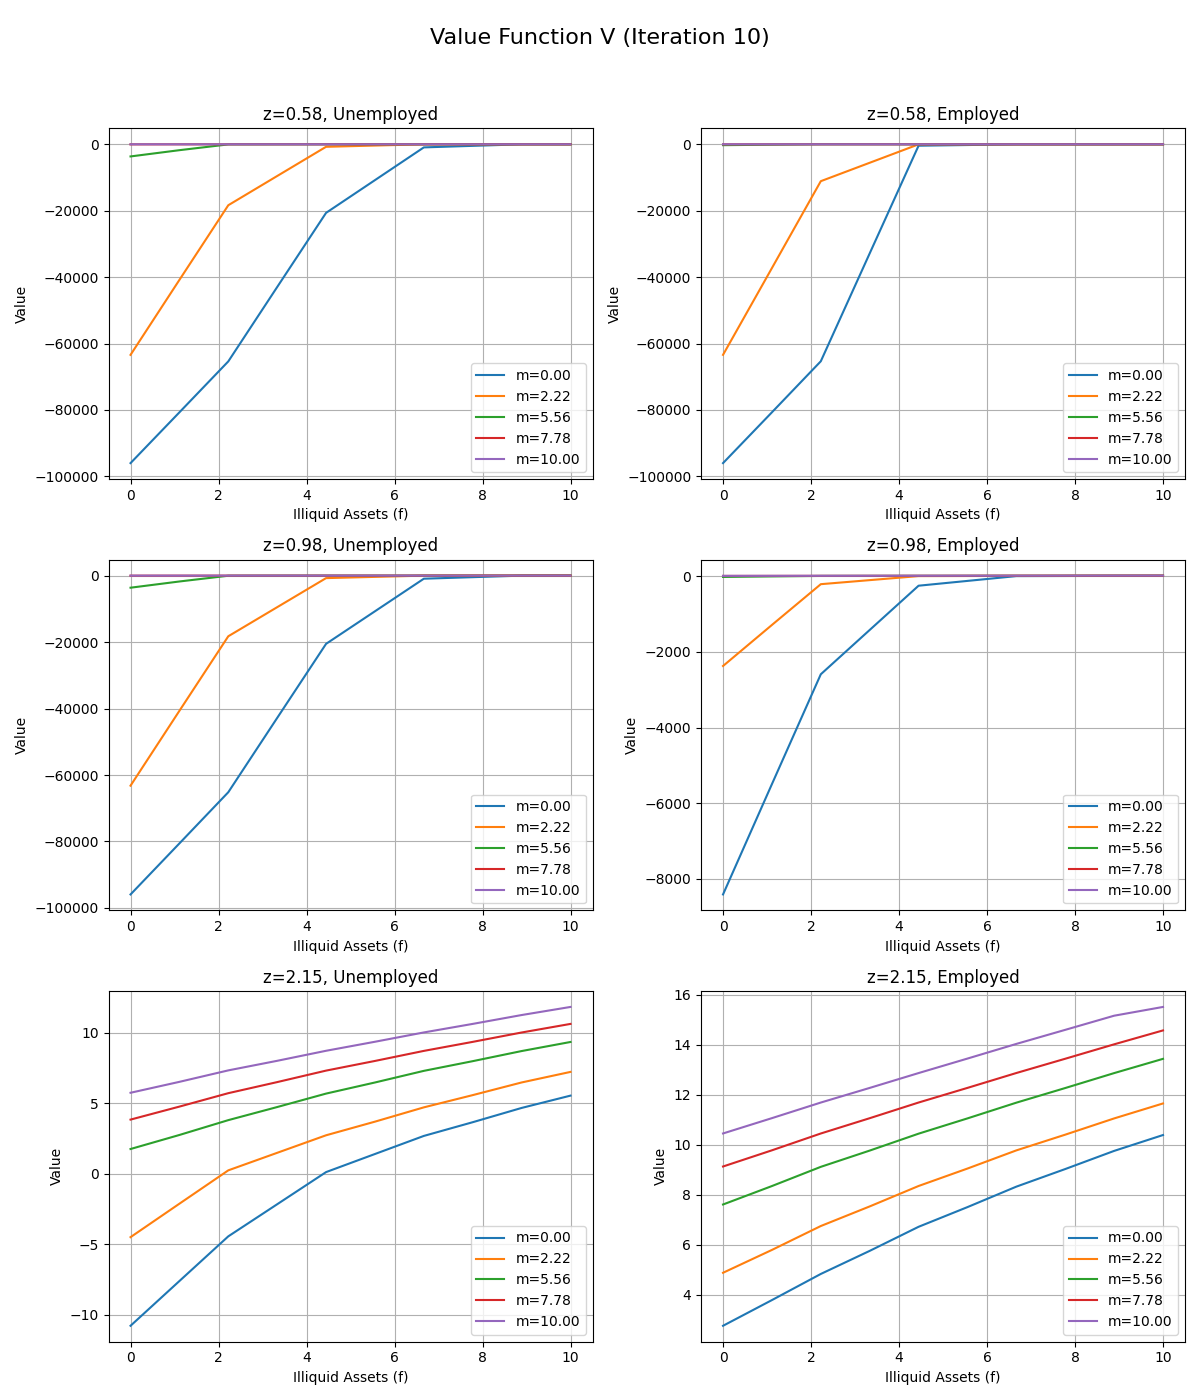 Value Function V (Iteration 10)
z=0.58, Unemployed
Value
0
−20000
−40000
−60000
−80000
−100000
0 2 4 6 8 10
Illiquid Assets (f)
m=0.00
m=2.22
m=5.56
m=7.78
m=10.00
z=0.58, Employed
Value
0
−20000
−40000
−60000
−80000
−100000
0 2 4 6 8 10
Illiquid Assets (f)
m=0.00
m=2.22
m=5.56
m=7.78
m=10.00
z=0.98, Unemployed
Value
0
−20000
−40000
−60000
−80000
−100000
0 2 4 6 8 10
Illiquid Assets (f)
m=0.00
m=2.22
m=5.56
m=7.78
m=10.00
z=0.98, Employed
Value
0
−2000
−4000
−6000
−8000
0 2 4 6 8 10
Illiquid Assets (f)
m=0.00
m=2.22
m=5.56
m=7.78
m=10.00
z=2.15, Unemployed
Value
10
5
0
−5
−10
0 2 4 6 8 10
Illiquid Assets (f)
m=0.00
m=2.22
m=5.56
m=7.78
m=10.00
z=2.15, Employed
Value
16
14
12
10
8
6
4
0 2 4 6 8 10
Illiquid Assets (f)
m=0.00
m=2.22
m=5.56
m=7.78
m=10.00